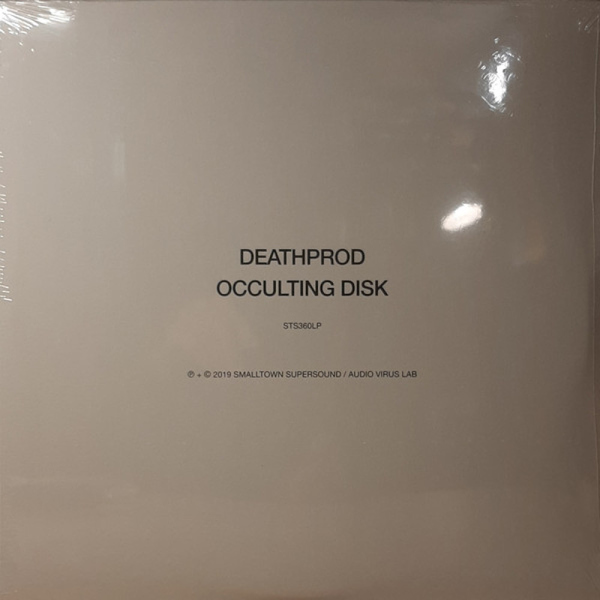 DEATHPROD
OCCULTING DISK
STS360LP
℗ + © 2019 SMALLTOWN SUPERSOUND / AUDIO VIRUS LAB